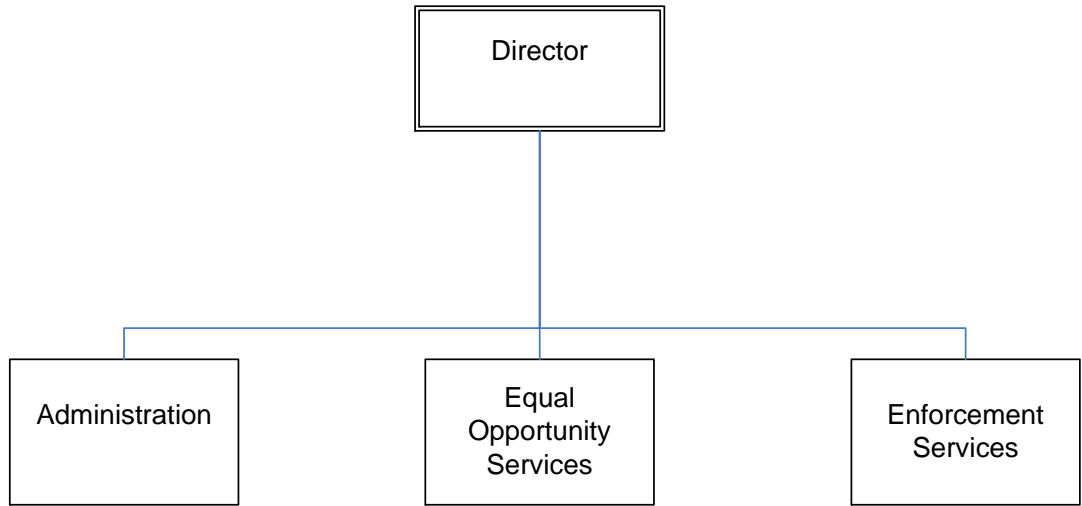 Director
Administration
Equal
Opportunity
Services
Enforcement
Services